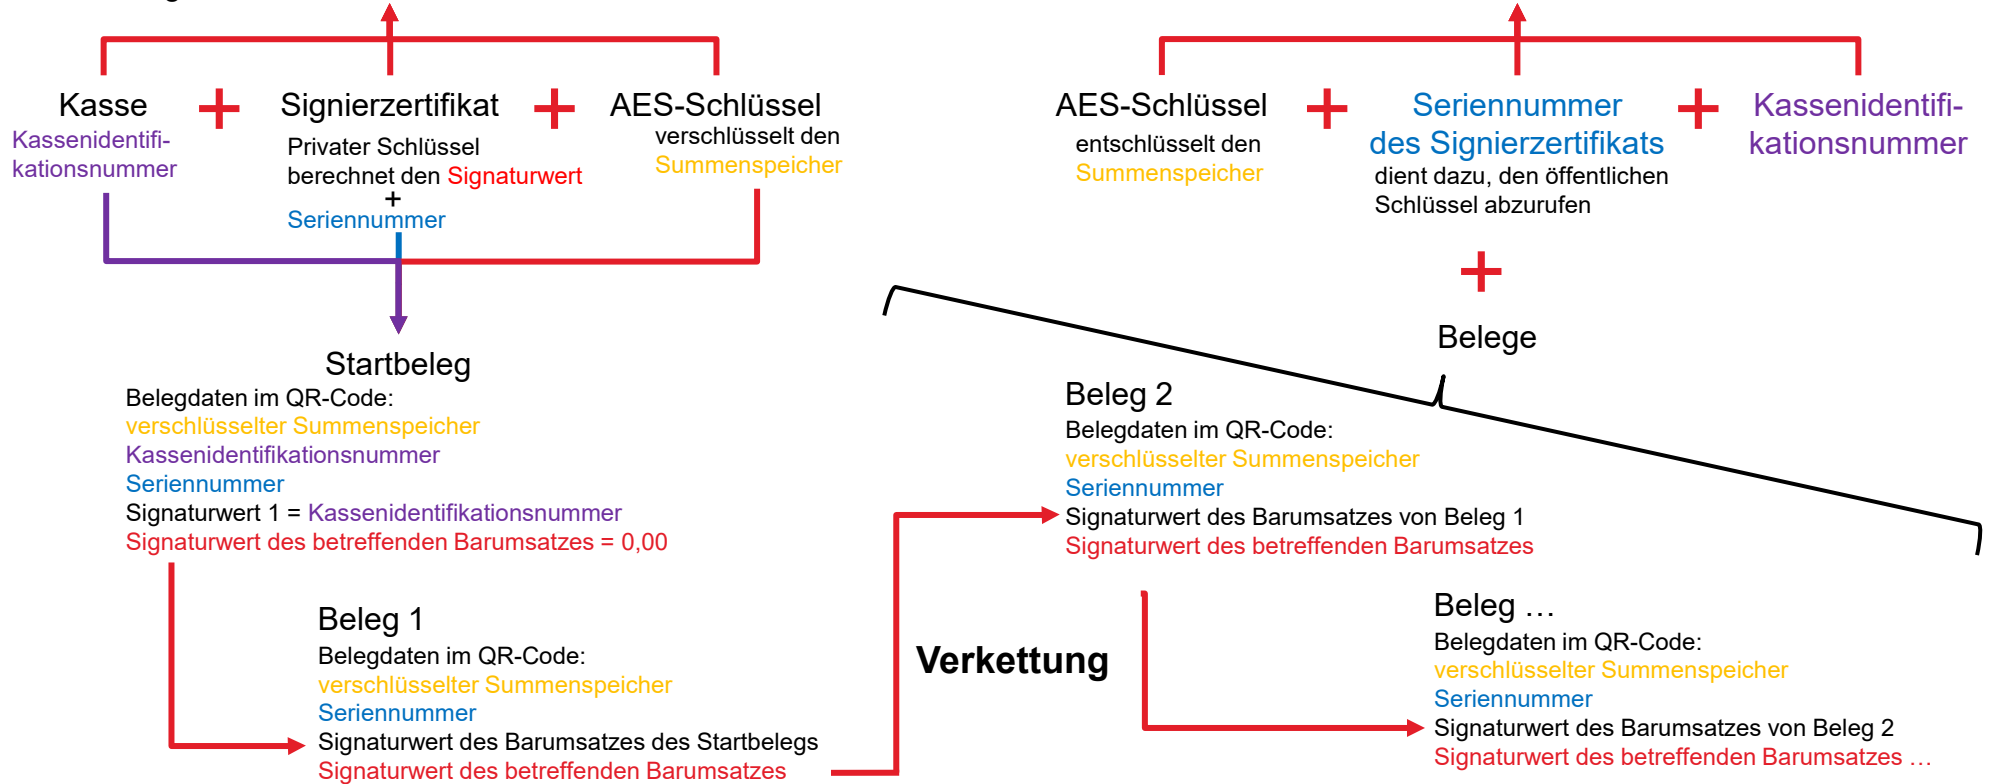 Kasse
Kassenidentifi-
kationsnummer
+
Signierzertifikat
Privater Schlüssel
berechnet den Signaturwert
+
Seriennummer
+
AES-Schlüssel
verschlüsselt den
Summenspeicher
AES-Schlüssel
entschlüsselt den
Summenspeicher
+
Seriennummer
des Signierzertifikats
dient dazu, den öffentlichen
Schlüssel abzurufen
+
Kassenidentifi-
kationsnummer
+
Belege
Startbeleg
Belegdaten im QR-Code:
verschlüsselter Summenspeicher
Kassenidentifikationsnummer
Seriennummer
Signaturwert 1 = Kassenidentifikationsnummer
Signaturwert des betreffenden Barumsatzes = 0,00
Beleg 1
Belegdaten im QR-Code:
verschlüsselter Summenspeicher
Seriennummer
Signaturwert des Barumsatzes des Startbelegs
Signaturwert des betreffenden Barumsatzes
Verkettung
Beleg 2
Belegdaten im QR-Code:
verschlüsselter Summenspeicher
Seriennummer
Signaturwert des Barumsatzes von Beleg 1
Signaturwert des betreffenden Barumsatzes
Beleg …
Belegdaten im QR-Code:
verschlüsselter Summenspeicher
Seriennummer
Signaturwert des Barumsatzes von Beleg 2
Signaturwert des betreffenden Barumsatzes …